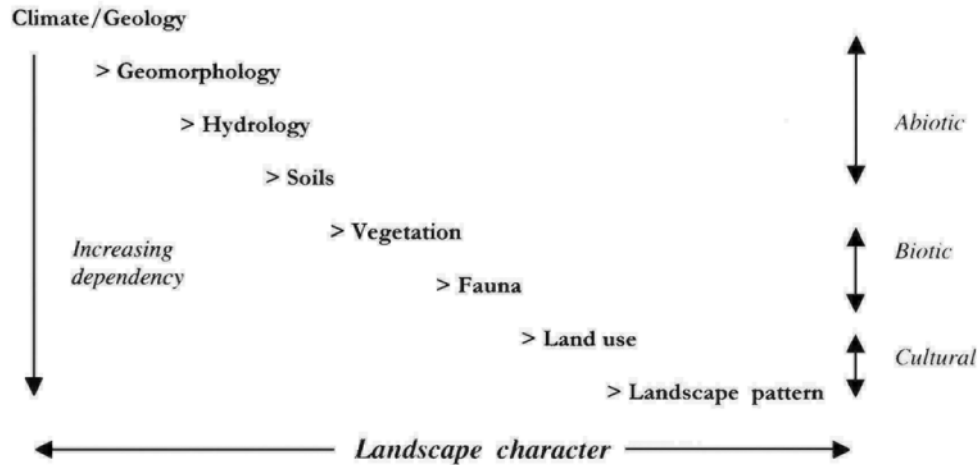 Climate/Geology
> Geomorphology
> Hydrology
Abiotic
> Soils
> Vegetation
Increasing
dependency
Biotic
> Fauna
> Land use
Cultural
> Landscape pattern
Landscape character